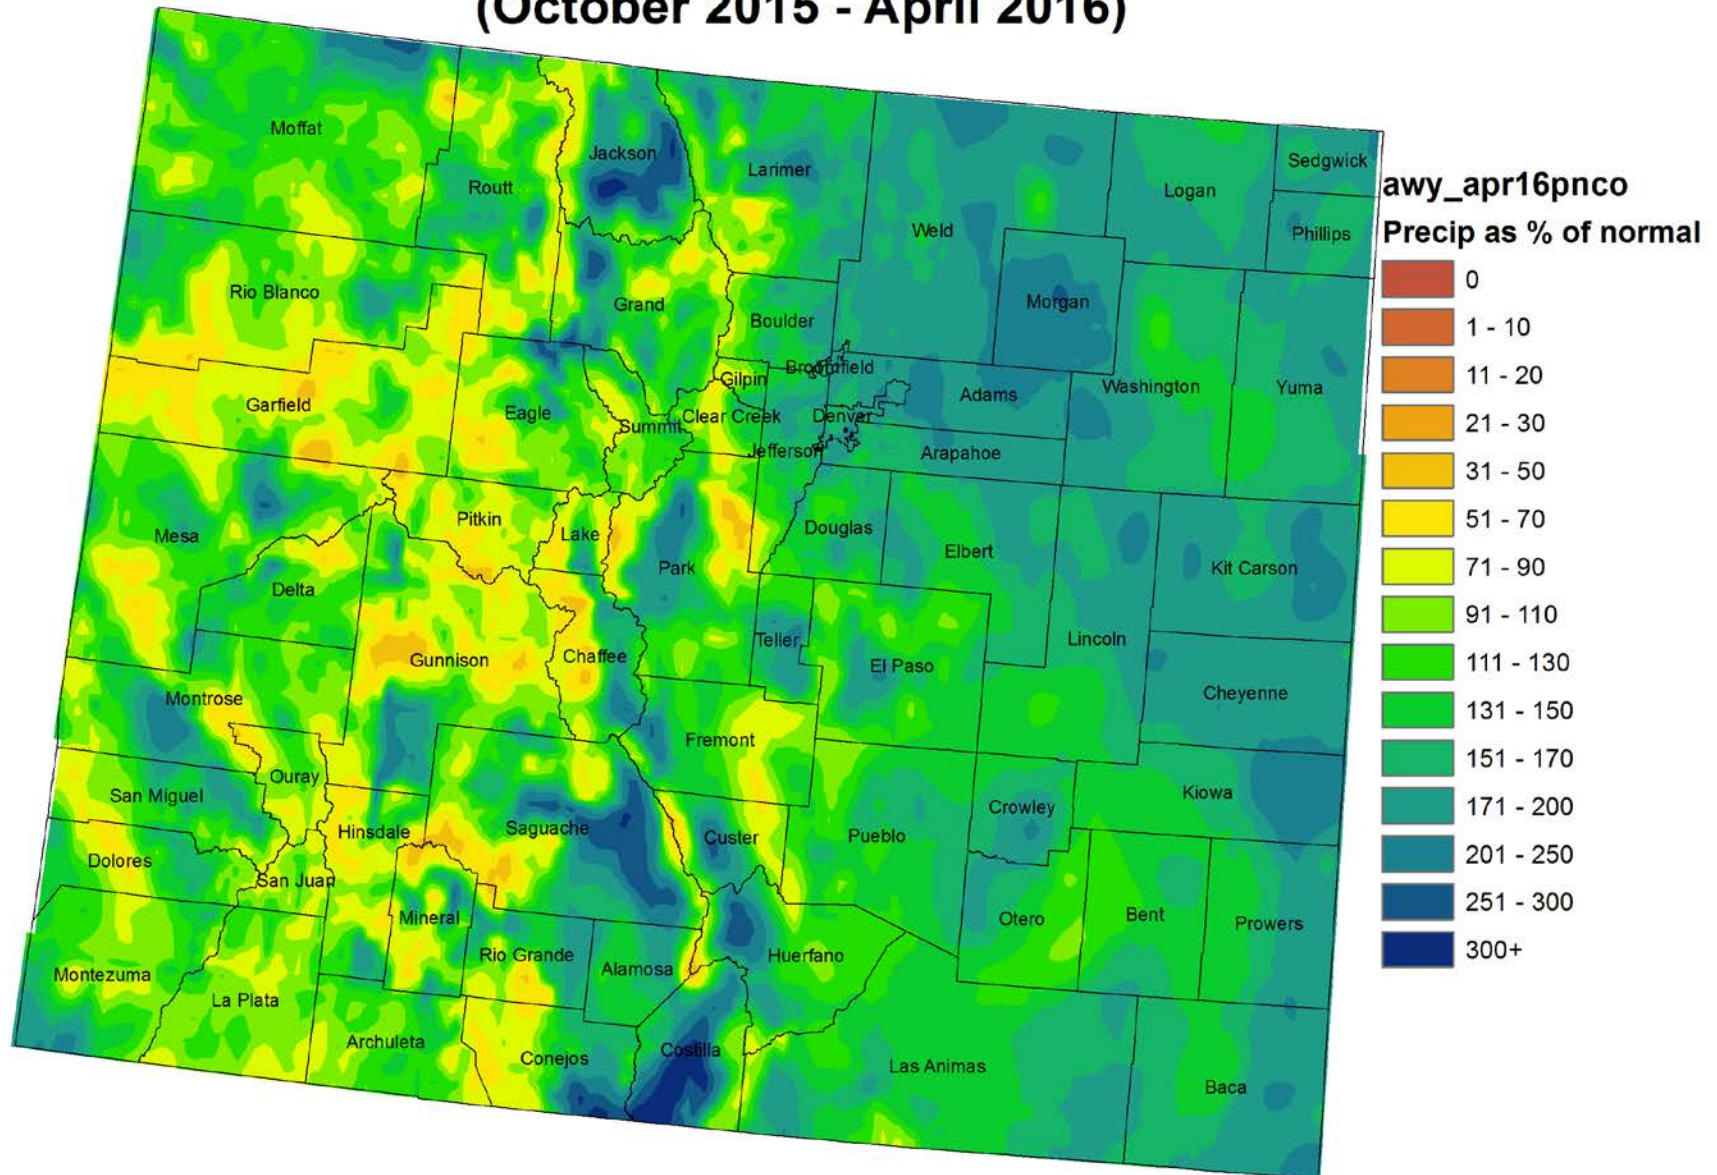 (October 2015 - April 2016)
Moffat
Routt
Jackson
Larimer
Weld
Logan
Sedgwick
Phillips
Rio Blanco
Grand
Boulder
Morgan
Garfield
Eagle
Summit
Gilpin
Clear Creek
Broomfield
Denver
Jefferson
Adams
Arapahoe
Washington
Yuma
Mesa
Pitkin
Lake
Park
Douglas
Elbert
Lincoln
Kit Carson
Delta
Gunnison
Chaffee
Teller
El Paso
Cheyenne
Montrose
Ouray
Fremont
San Miguel
Hinsdale
Saguache
Custer
Pueblo
Crowley
Kiowa
Dolores
San Juan
Mineral
Rio Grande
Alamosa
Huerfano
Otero
Bent
Prowers
Montezuma
La Plata
Archuleta
Conejos
Costilla
Las Animas
Baca
awy_apr16pnco
Precip as % of normal
0
1 - 10
11 - 20
21 - 30
31 - 50
51 - 70
71 - 90
91 - 110
111 - 130
131 - 150
151 - 170
171 - 200
201 - 250
251 - 300
300+